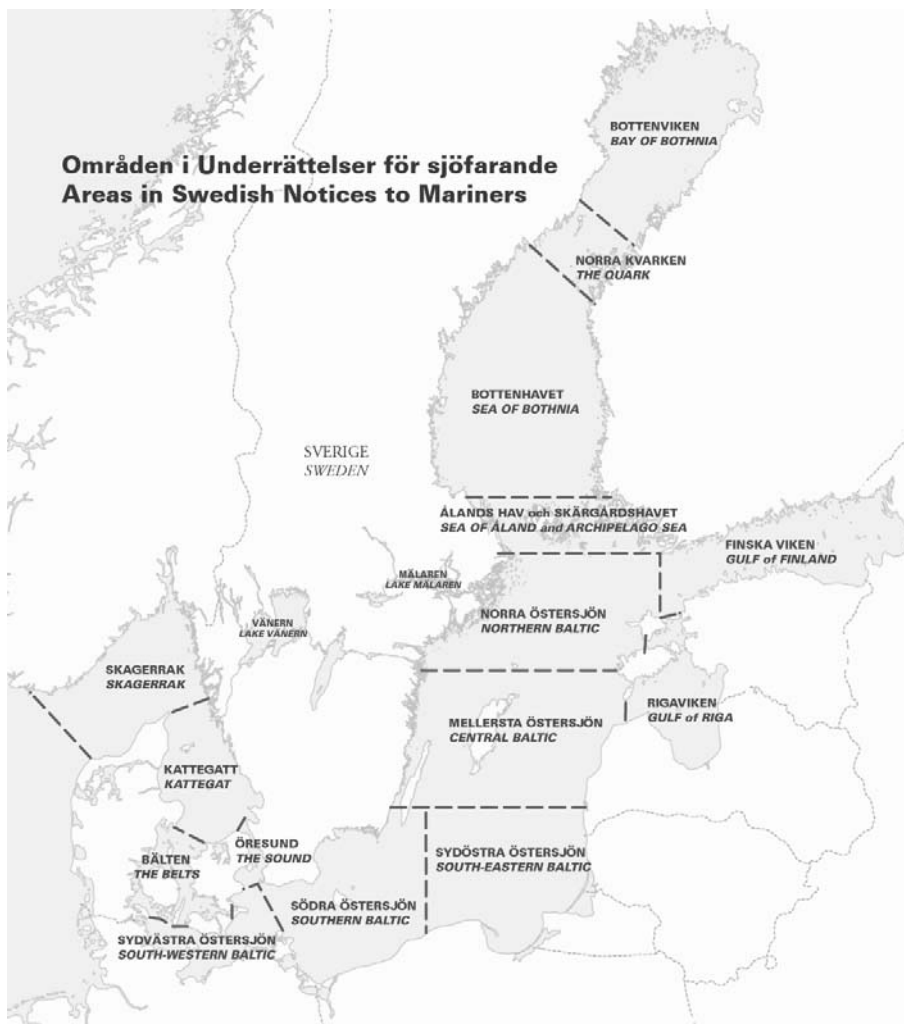 Områden i Underrättelser för sjöfarande
Areas in Swedish Notices to Mariners
BOTTENVIKEN
BAY OF BOTHNIA
NORRA KVARKEN
THE QUARK
BOTTENHAVET
SEA OF BOTHNIA
SVERIGE
SWEDEN
ÅLANDS HAV och SKÄRGÅRDSHAVET
SEA OF ÅLAND and ARCHIPELAGO SEA
FINSKA VIKEN
GULF of FINLAND
MÄLAREN
LAKE MÄLAREN
VÄNERN
LAKE VÄNERN
NORRA ÖSTERSJÖN
NORTHERN BALTIC
SKAGERRAK
SKAGERRAK
RIGAVIKEN
GULF of RIGA
MELLERSTA ÖSTERSJÖN
CENTRAL BALTIC
KATTEGATT
KATTEGAT
ÖRESUND
THE SOUND
BÄLTEN
THE BELTS
SYDÖSTRA ÖSTERSJÖN
SOUTH-EASTERN BALTIC
SÖDRA ÖSTERSJÖN
SOUTHERN BALTIC
SYDVÄSTRA ÖSTERSJÖN
SOUTH-WESTERN BALTIC